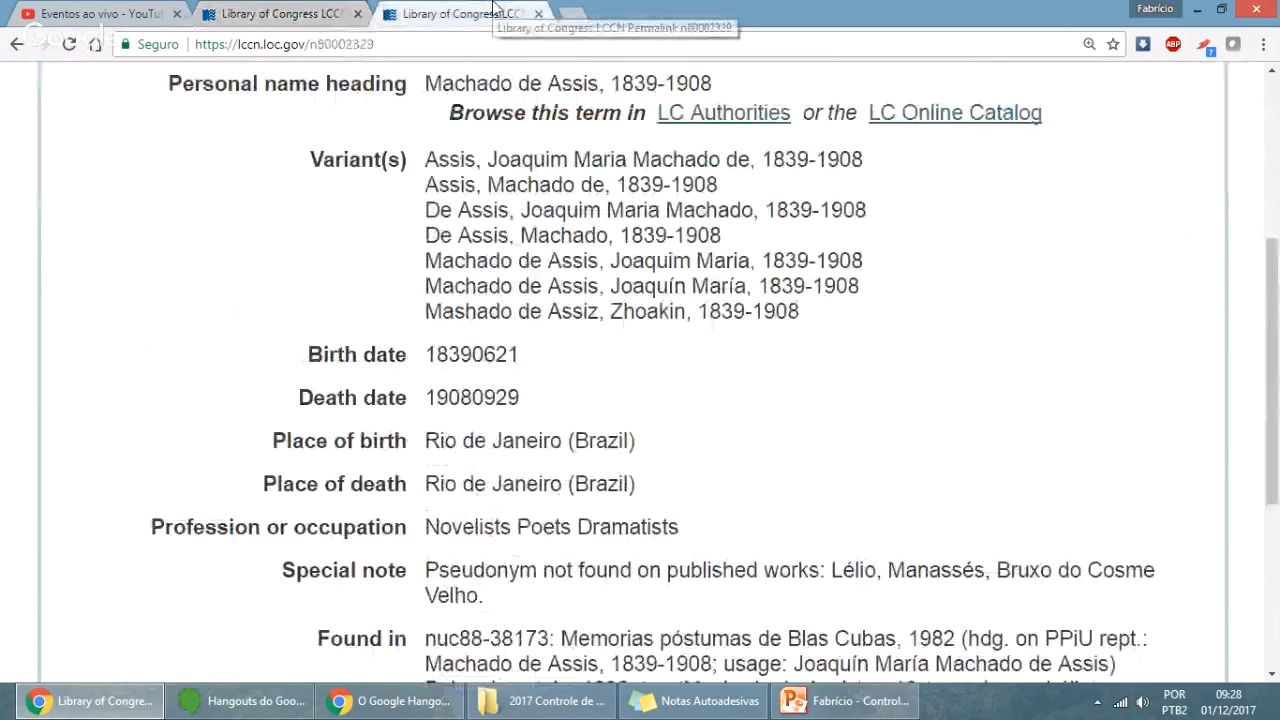 Eventos ao vivo - YouTu
Library of Congress LCC
Library of Congress LCC
Fabrício
Library of Congress LCCN Permalink n80002329
Seguro
https://lccn.loc.gov/n80002329
ABP
7
Personal name heading Machado de Assis, 1839-1908
Browse this term in LC Authorities or the LC Online Catalog
Variant(s) Assis, Joaquim Maria Machado de, 1839-1908
Assis, Machado de, 1839-1908
De Assis, Joaquim Maria Machado, 1839-1908
De Assis, Machado, 1839-1908
Machado de Assis, Joaquim Maria, 1839-1908
Machado de Assis, Joaquín María, 1839-1908
Mashado de Assiz, Zhoakin, 1839-1908
Birth date 18390621
Death date 19080929
Place of birth Rio de Janeiro (Brazil)
Place of death Rio de Janeiro (Brazil)
Profession or occupation Novelists Poets Dramatists
Special note Pseudonym not found on published works: Lélio, Manassés, Bruxo do Cosme
Velho.
Found in nuc88-38173: Memorias póstumas de Blas Cubas, 1982 (hdg. on PPiU rept.:
Machado de Assis, 1839-1908; usage: Joaquín María Machado de Assis)
Library of Congre...
Hangouts do Goo...
O Google Hango...
2017 Controle de ...
Notas Autoadesivas
Fabrício - Control...
POR
PTB2
09:28
01/12/2017